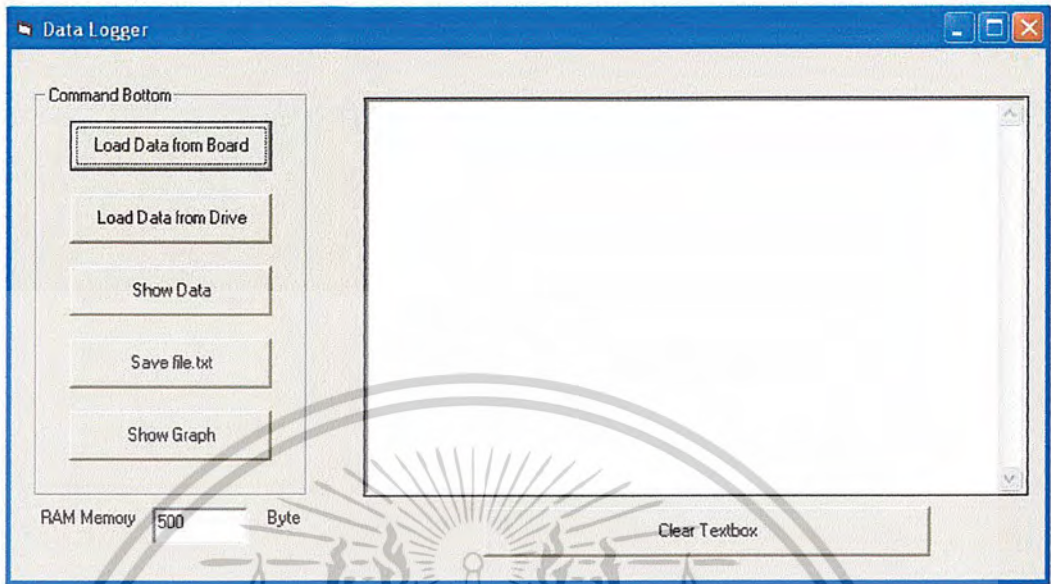 Data Logger
Command Bottom
Load Data from Board
Load Data from Drive
Show Data
Save file.txt
Show Graph
RAM Memory 500 Byte
Clear Textbox